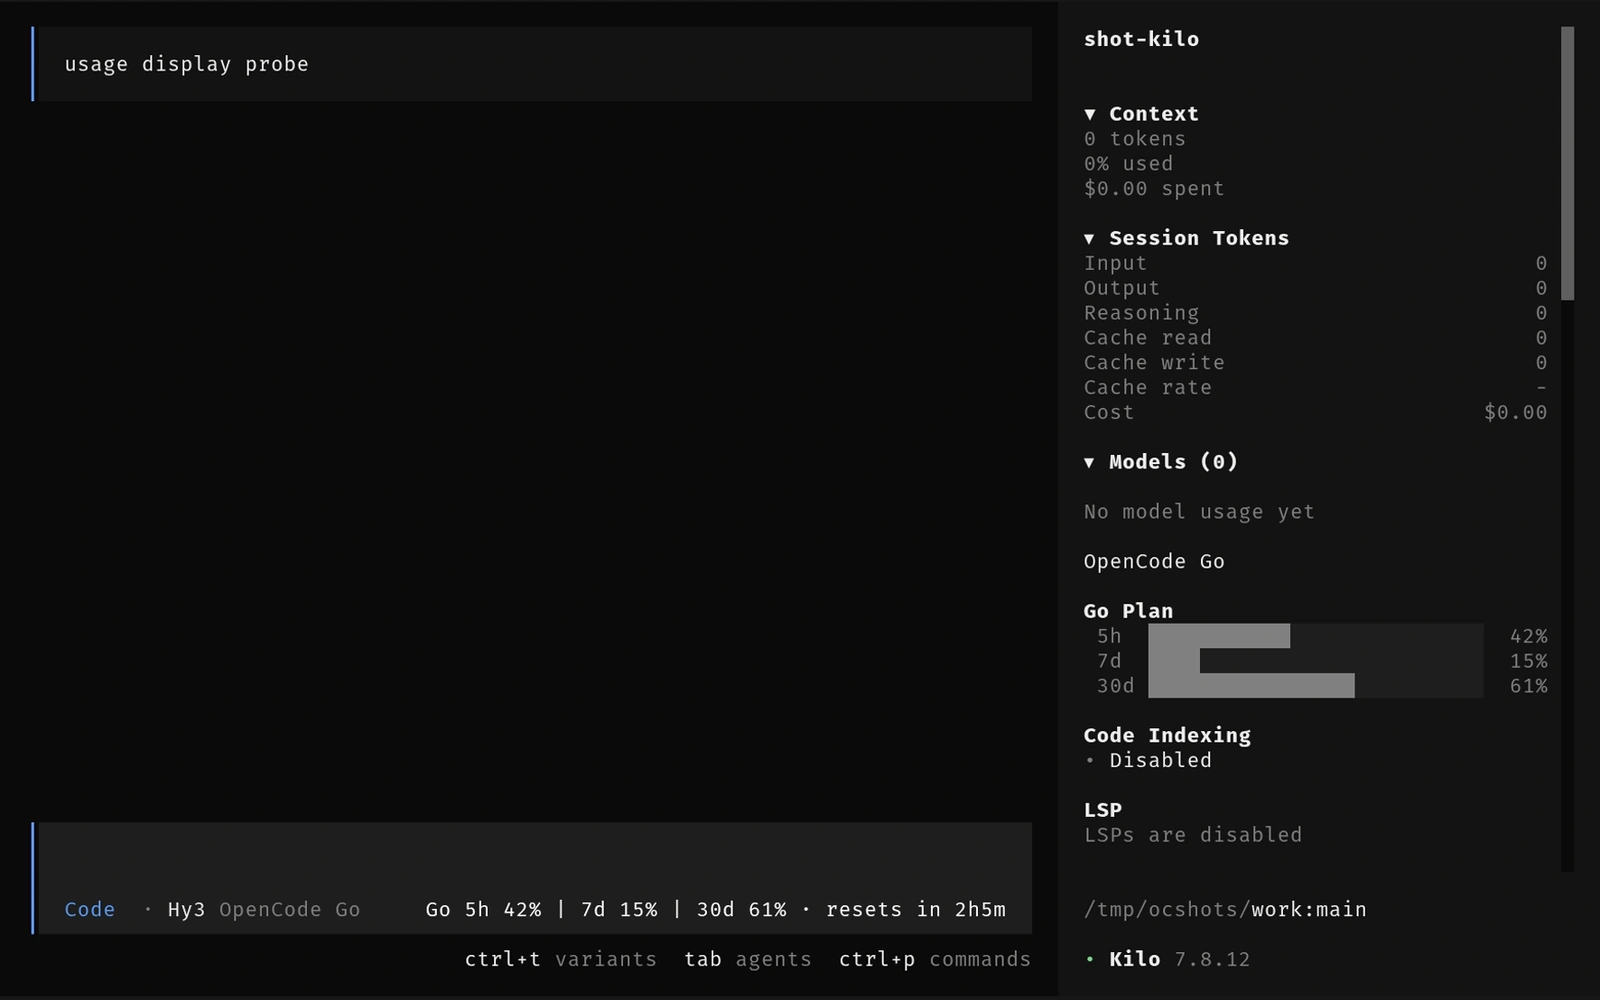 usage display probe
Code · Hy3 OpenCode Go Go 5h 42% | 7d 15% | 30d 61% · resets in 2h5m
ctrl+t variants tab agents ctrl+p commands
shot-kilo
▼ Context
0 tokens
0% used
$0.00 spent
▼ Session Tokens
Input 0
Output 0
Reasoning 0
Cache read 0
Cache write 0
Cache rate -
Cost $0.00
▼ Models (0)
No model usage yet
OpenCode Go
Go Plan
5h 42%
7d 15%
30d 61%
Code Indexing
• Disabled
LSP
LSPs are disabled
/tmp/ocshots/work:main
• Kilo 7.8.12